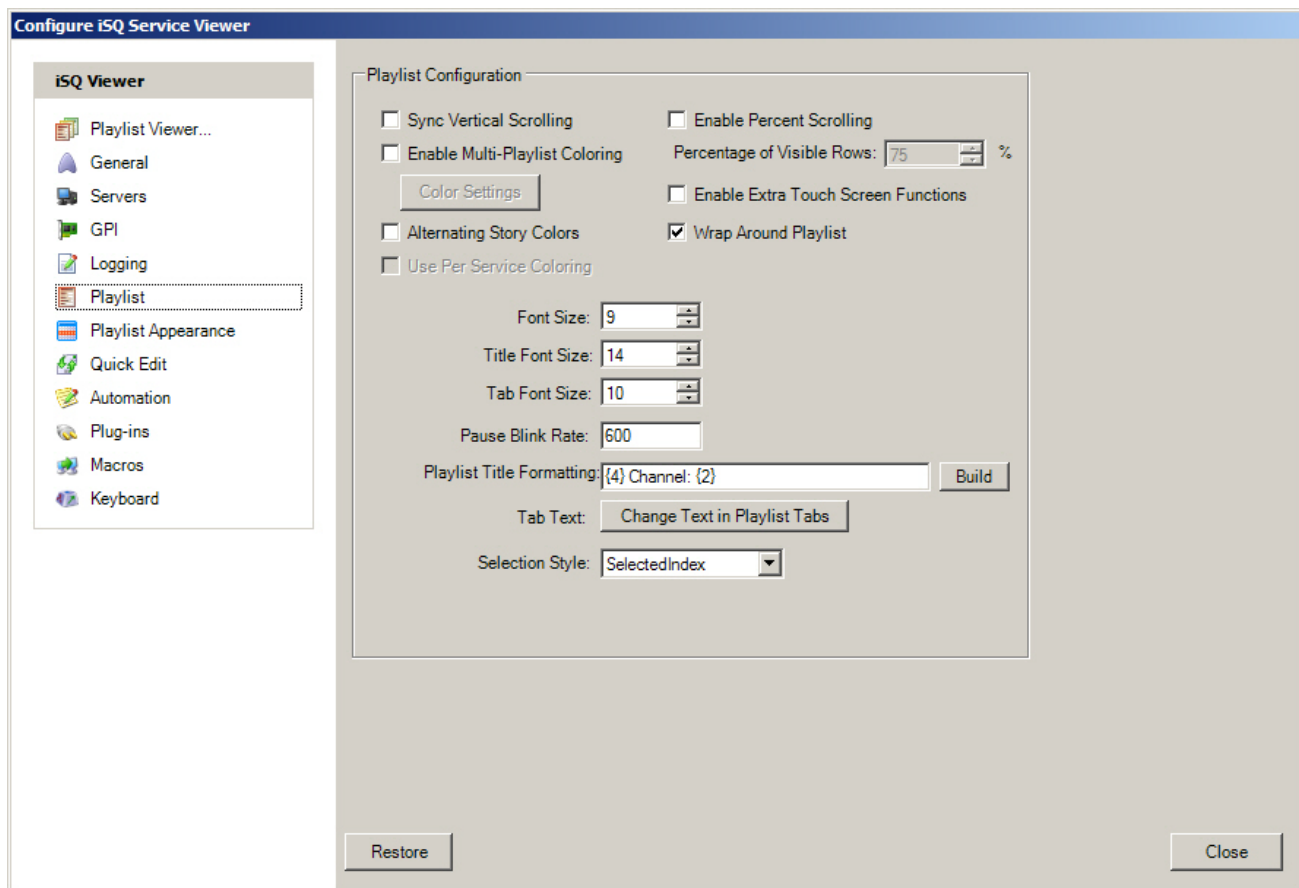 Configure iSQ Service Viewer
iSQ Viewer
Playlist Viewer...
General
Servers
GPI
Logging
Playlist
Playlist Appearance
Quick Edit
Automation
Plug-ins
Macros
Keyboard
Playlist Configuration
Sync Vertical Scrolling
Enable Percent Scrolling
Enable Multi-Playlist Coloring
Percentage of Visible Rows: 75 %
Color Settings
Enable Extra Touch Screen Functions
Alternating Story Colors
Wrap Around Playlist
Use Per Service Coloring
Font Size: 9
Title Font Size: 14
Tab Font Size: 10
Pause Blink Rate: 600
Playlist Title Formatting: {4} Channel: {2} Build
Tab Text: Change Text in Playlist Tabs
Selection Style: SelectedIndex
Restore
Close